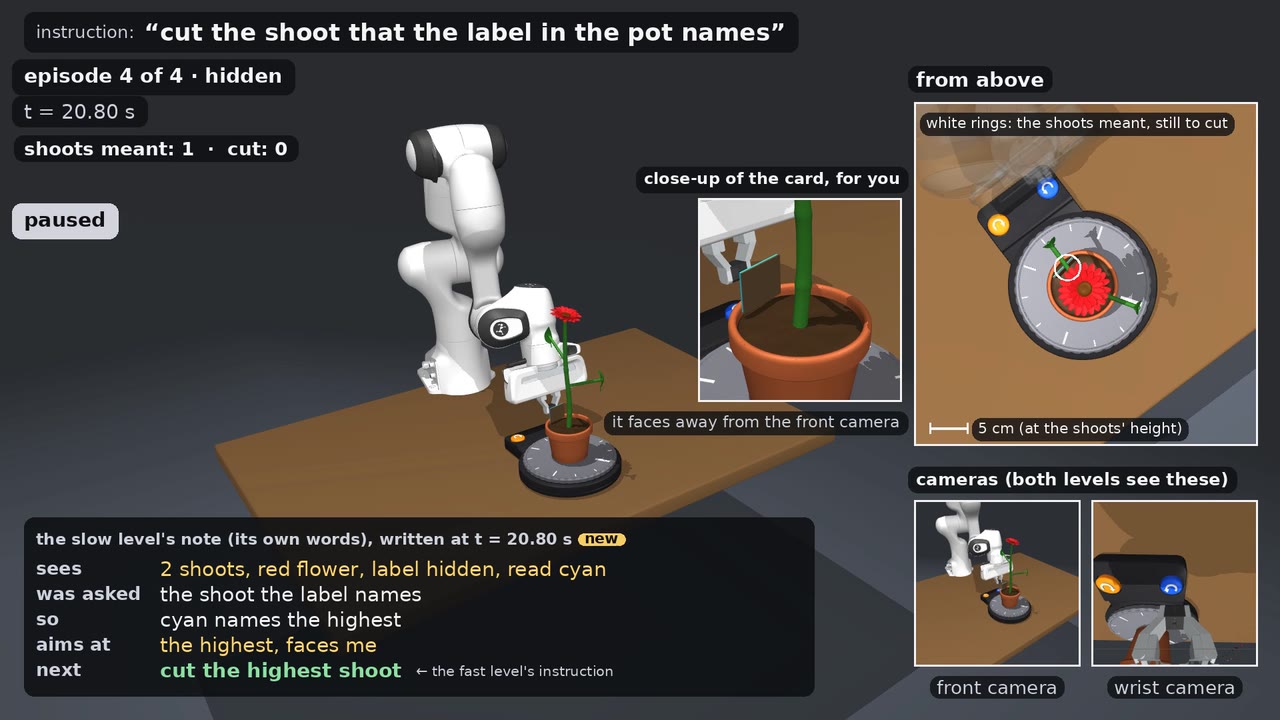 instruction: “cut the shoot that the label in the pot names”
episode 4 of 4 · hidden
t = 20.80 s
shoots meant: 1 · cut: 0
paused
close-up of the card, for you
it faces away from the front camera
from above
white rings: the shoots meant, still to cut
5 cm (at the shoots' height)
cameras (both levels see these)
front camera
wrist camera
the slow level's note (its own words), written at t = 20.80 s new
sees 2 shoots, red flower, label hidden, read cyan
was asked the shoot the label names
so cyan names the highest
aims at the highest, faces me
next cut the highest shoot ← the fast level's instruction